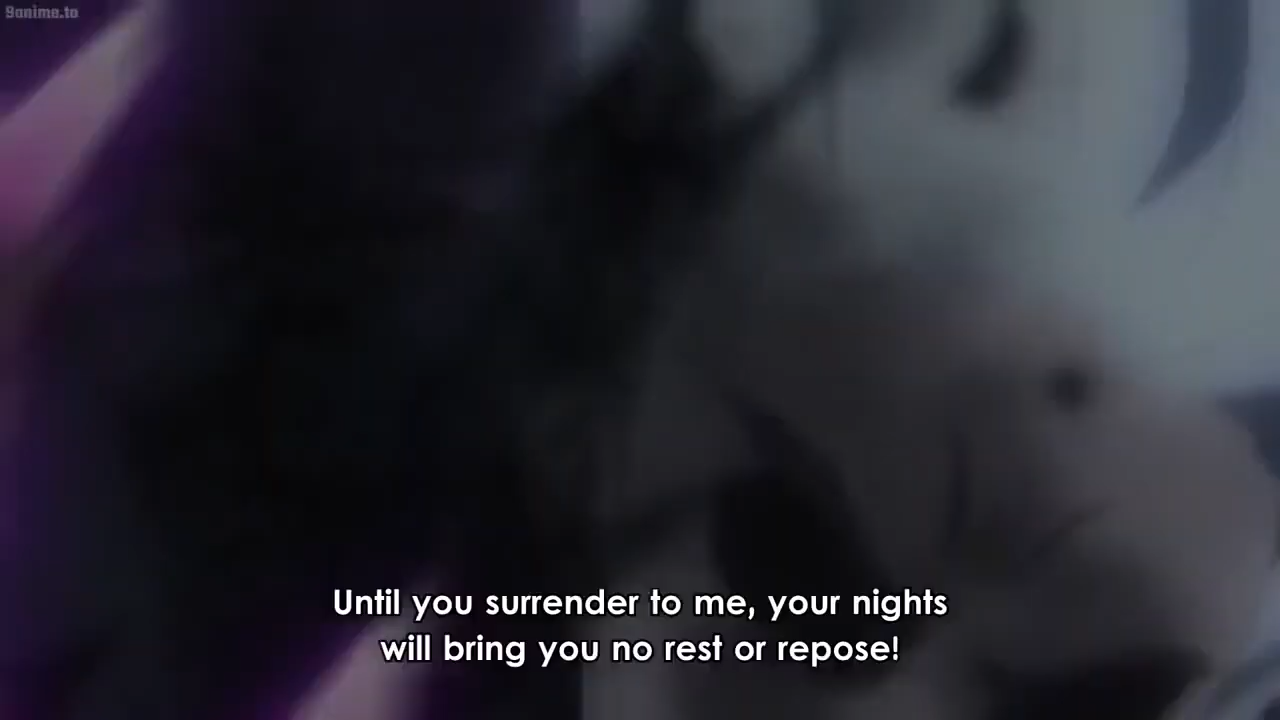 9anime.to
Until you surrender to me, your nights
will bring you no rest or repose!